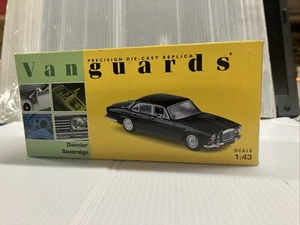 Vanguards
PRECISION DIE-CAST REPLICA
Daimler
Sovereign
SCALE
1:43